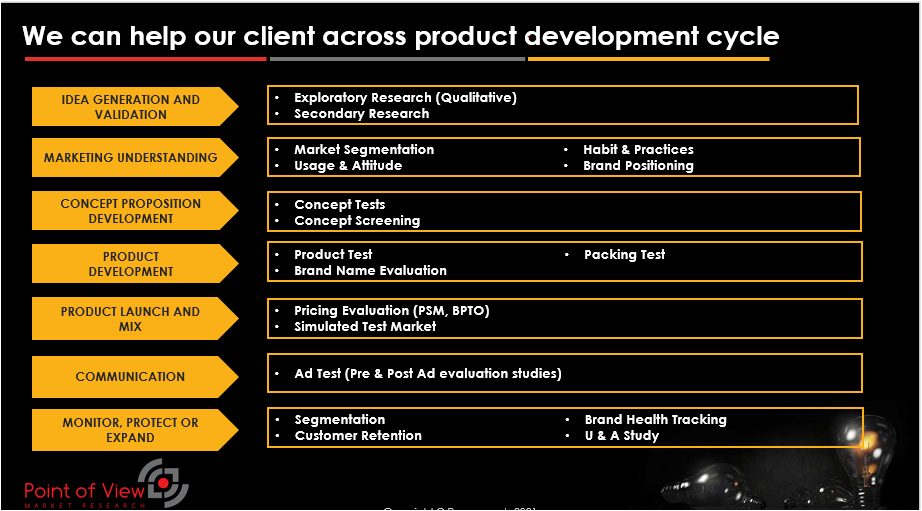 We can help our client across product development cycle
IDEA GENERATION AND
VALIDATION
• Exploratory Research (Qualitative)
• Secondary Research
MARKETING UNDERSTANDING
• Market Segmentation
• Usage & Attitude
• Habit & Practices
• Brand Positioning
CONCEPT PROPOSITION
DEVELOPMENT
• Concept Tests
• Concept Screening
PRODUCT
DEVELOPMENT
• Product Test
• Brand Name Evaluation
• Packing Test
PRODUCT LAUNCH AND
MIX
• Pricing Evaluation (PSM, BPTO)
• Simulated Test Market
COMMUNICATION
• Ad Test (Pre & Post Ad evaluation studies)
MONITOR, PROTECT OR
EXPAND
• Segmentation
• Customer Retention
• Brand Health Tracking
• U & A Study
Point of View
MARKET RESEARCH